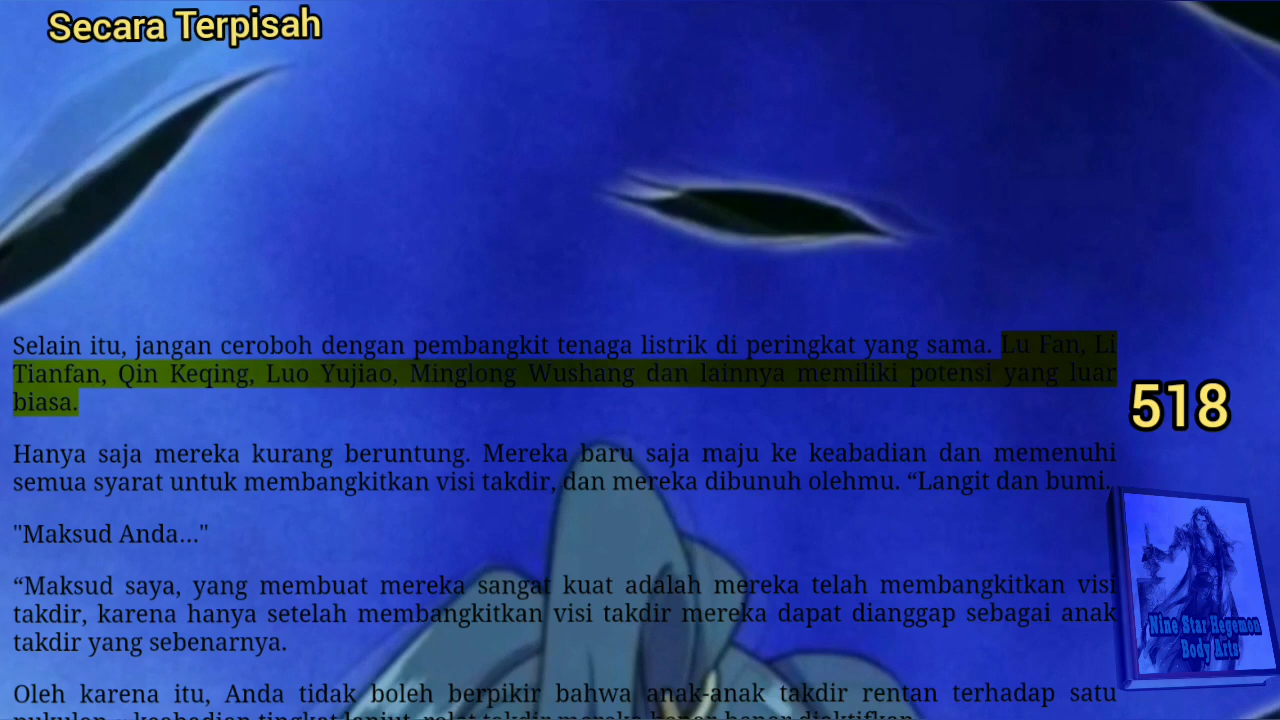 Secara Terpisah
Selain itu, jangan ceroboh dengan pembangkit tenaga listrik di peringkat yang sama. Lu Fan, Li
Tianfan, Qin Keqing, Luo Yujiao, Minglong Wushang dan lainnya memiliki potensi yang luar
biasa.
518
Hanya saja mereka kurang beruntung. Mereka baru saja maju ke keabadian dan memenuhi
semua syarat untuk membangkitkan visi takdir, dan mereka dibunuh olehmu. “Langit dan bumi.
"Maksud Anda..."
“Maksud saya, yang membuat mereka sangat kuat adalah mereka telah membangkitkan visi
takdir, karena hanya setelah membangkitkan visi takdir mereka dapat dianggap sebagai anak
takdir yang sebenarnya.
Nine Star Hegemon
Body Arts
Oleh karena itu, Anda tidak boleh berpikir bahwa anak-anak takdir rentan terhadap satu